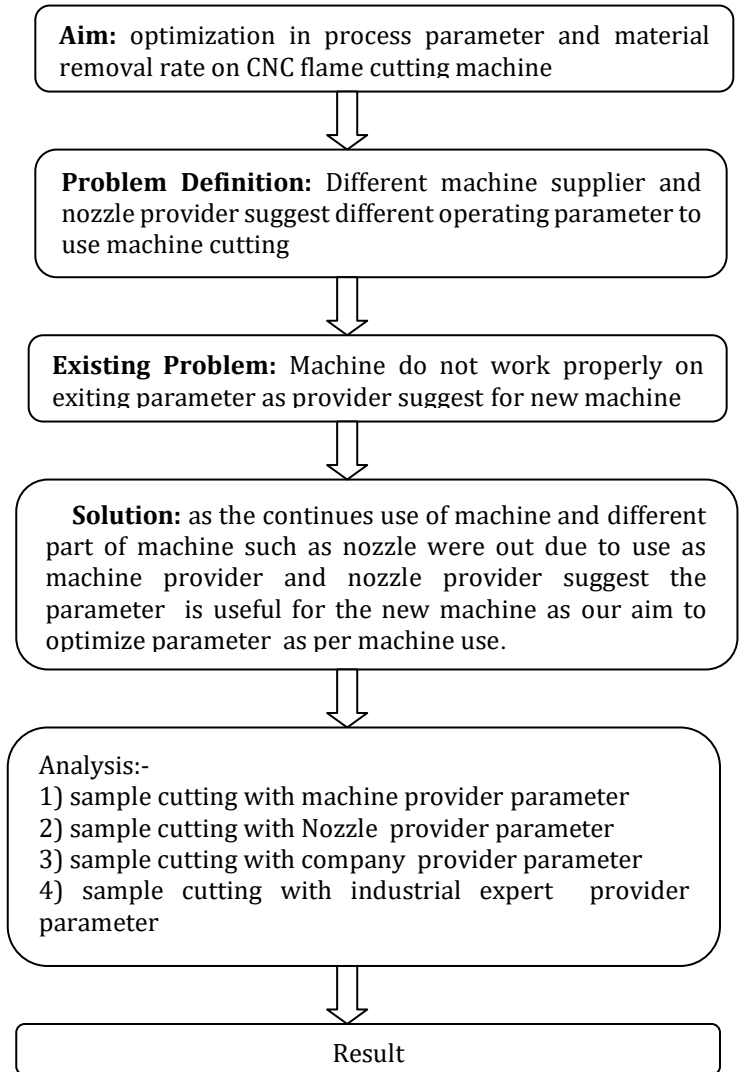 Aim: optimization in process parameter and material
removal rate on CNC flame cutting machine
Problem Definition: Different machine supplier and
nozzle provider suggest different operating parameter to
use machine cutting
Existing Problem: Machine do not work properly on
exiting parameter as provider suggest for new machine
Solution: as the continues use of machine and different
part of machine such as nozzle were out due to use as
machine provider and nozzle provider suggest the
parameter is useful for the new machine as our aim to
optimize parameter as per machine use.
Analysis:-
1) sample cutting with machine provider parameter
2) sample cutting with Nozzle provider parameter
3) sample cutting with company provider parameter
4) sample cutting with industrial expert provider
parameter
Result